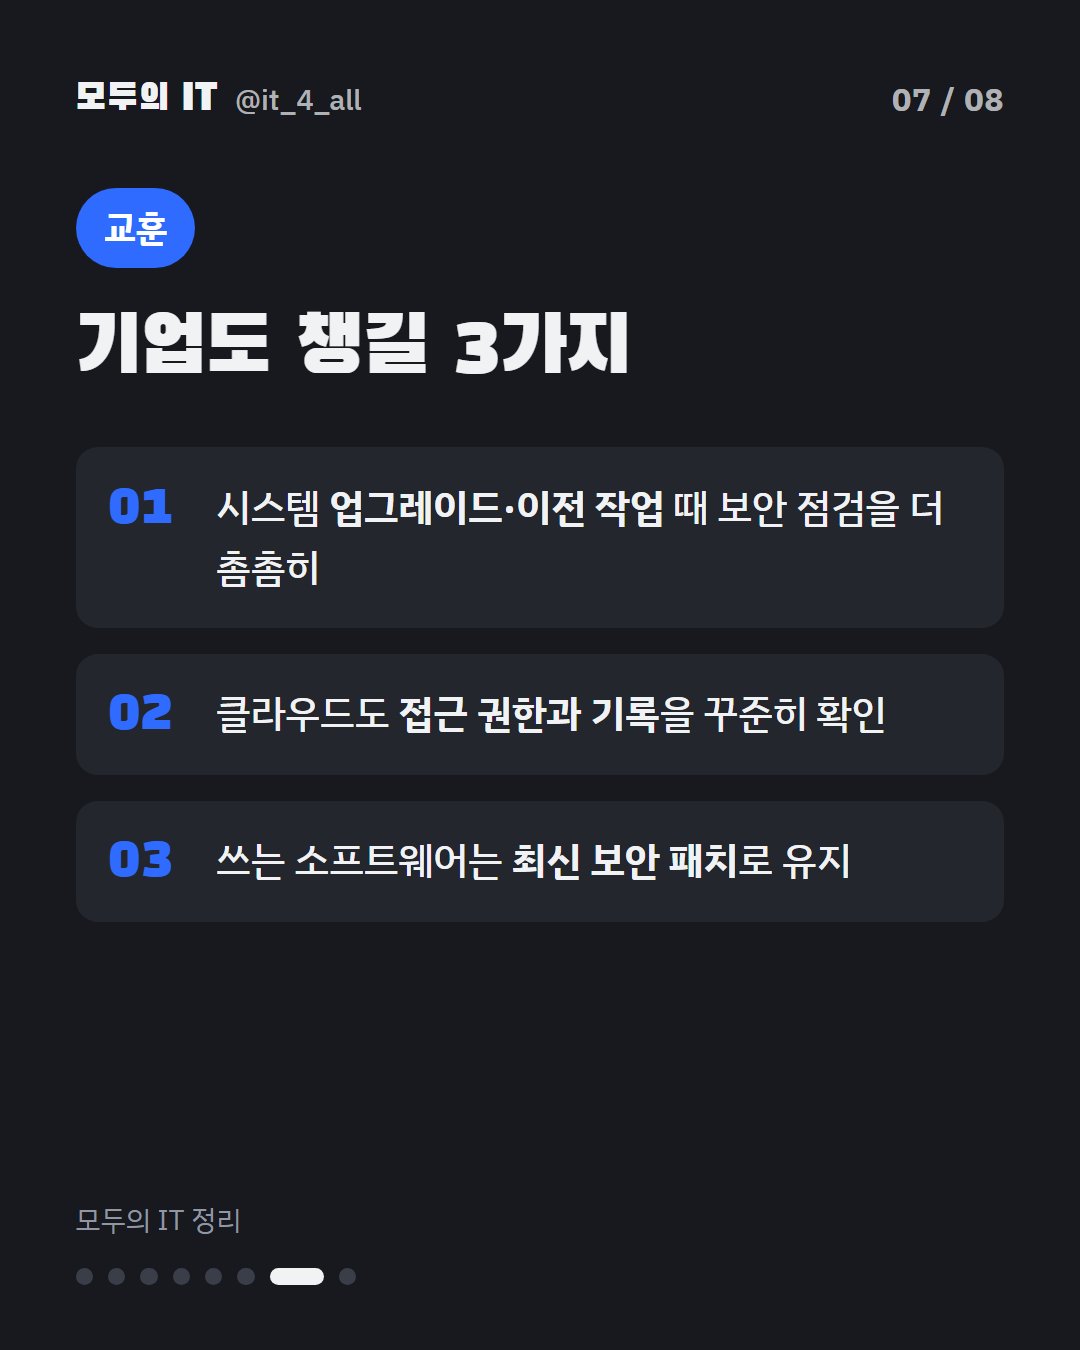 모두의 IT @it_4_all 07 / 08
교훈
기업도 챙길 3가지
01 시스템 업그레이드·이전 작업 때 보안 점검을 더
촘촘히
02 클라우드도 접근 권한과 기록을 꾸준히 확인
03 쓰는 소프트웨어는 최신 보안 패치로 유지
모두의 IT 정리